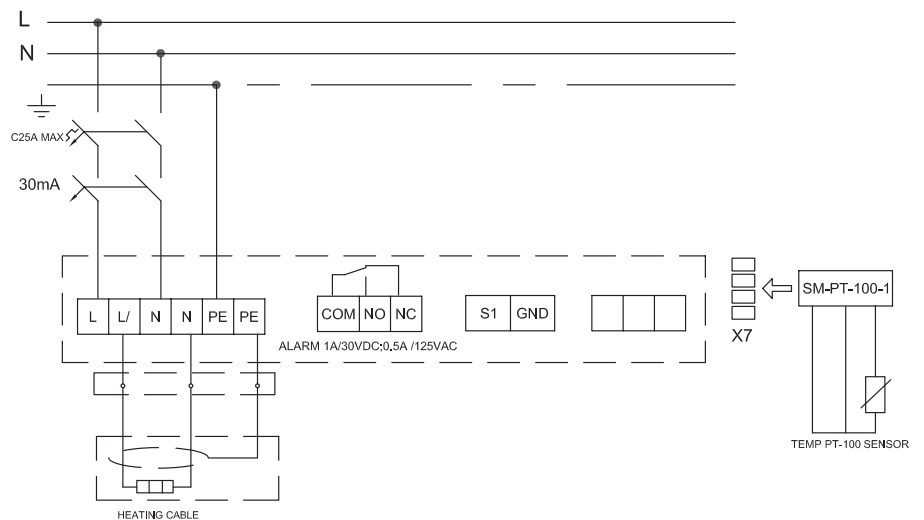 L
N
C25A MAX
30mA
L L/ N N PE PE
COM NO NC
S1 GND
SM-PT-100-1
X7
ALARM 1A/30VDC;0.5A /125VAC
TEMP PT-100 SENSOR
HEATING CABLE